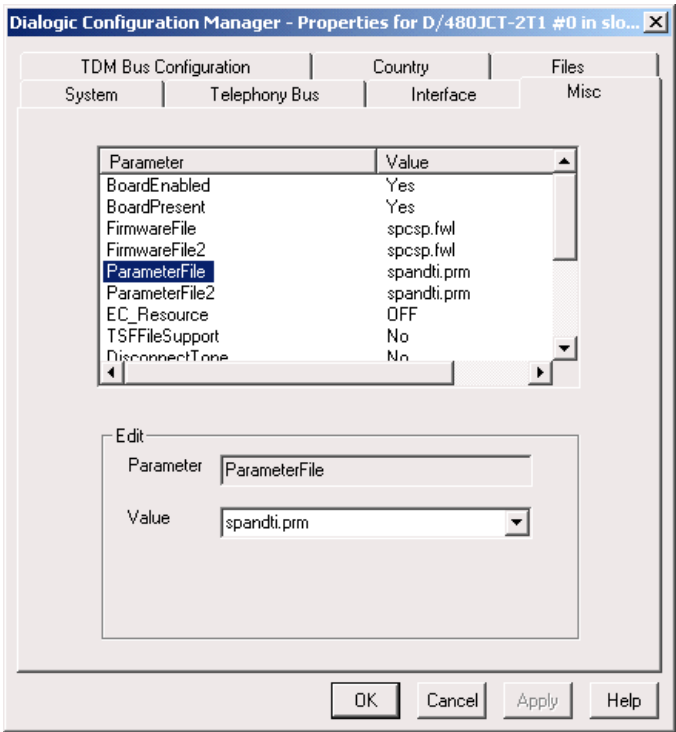 Dialogic Configuration Manager - Properties for D/480JCT-2T1 #0 in slo...
TDM Bus Configuration Country Files
System Telephony Bus Interface Misc
Parameter Value
BoardEnabled Yes
BoardPresent Yes
FirmwareFile spcsp.fwl
FirmwareFile2 spcsp.fwl
ParameterFile spandti.prm
ParameterFile2 spandti.prm
EC_Resource OFF
TSFFileSupport No
DisconnectTone No
Edit
Parameter ParameterFile
Value spandti.prm
OK Cancel Apply Help